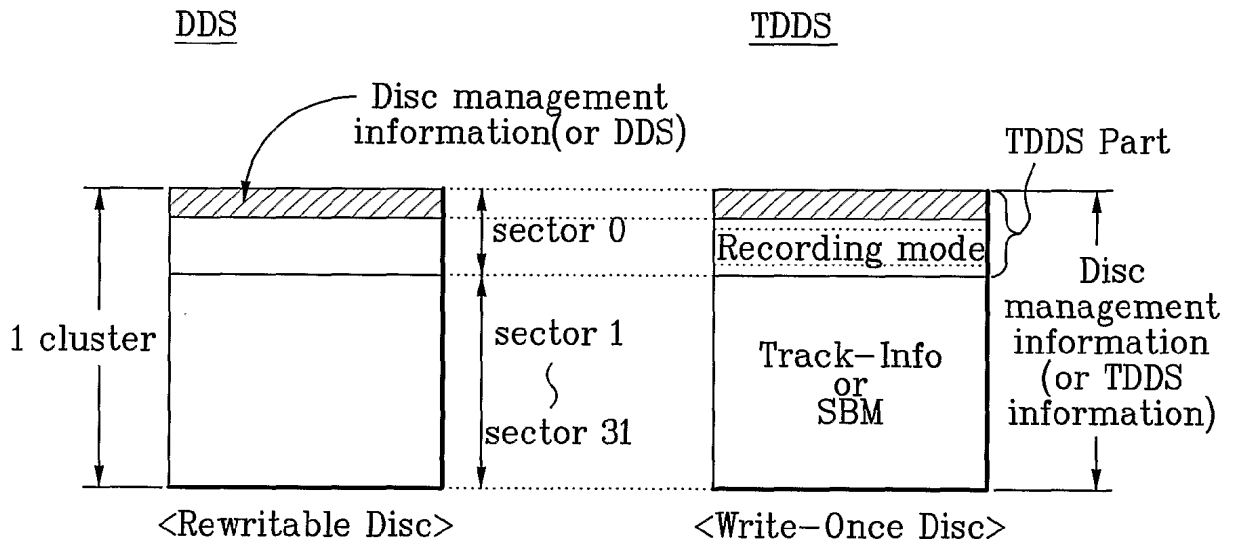 DDS
TDDS
Disc management
information(or DDS)
TDDS Part
sector 0
Recording mode
1 cluster
sector 1
sector 31
Track-Info
or
SBM
Disc
management
information
(or TDDS
information)
<Rewritable Disc>
<Write-Once Disc>